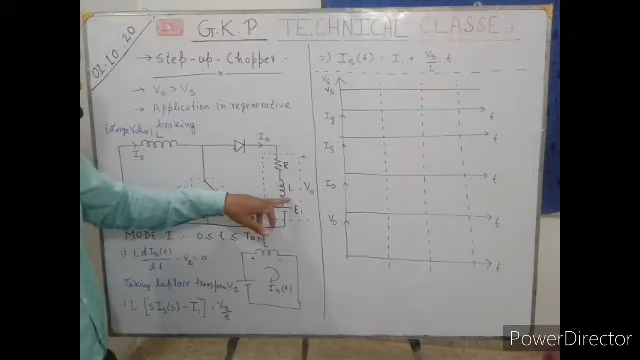 01.10.20
G.K.P TECHNICAL CLASSES
→ Step-up-Chopper -
→ V0 > VS
→ Application in regenerative
braking
(Large Value) L
IS
I0
R
L
V0
E
MODE I : 0 ≤ t ≤ TON
⇒ L dIS(t)/dt - VS = 0
Taking laplace transform
⇒ L [SIS(S) - I1] = VS/S
L
VS
IS(t)
⇒ IS(t) = I1 + VS/L t
VS
VS
t
IS
t
I0
t
V0
t
t
PowerDirector